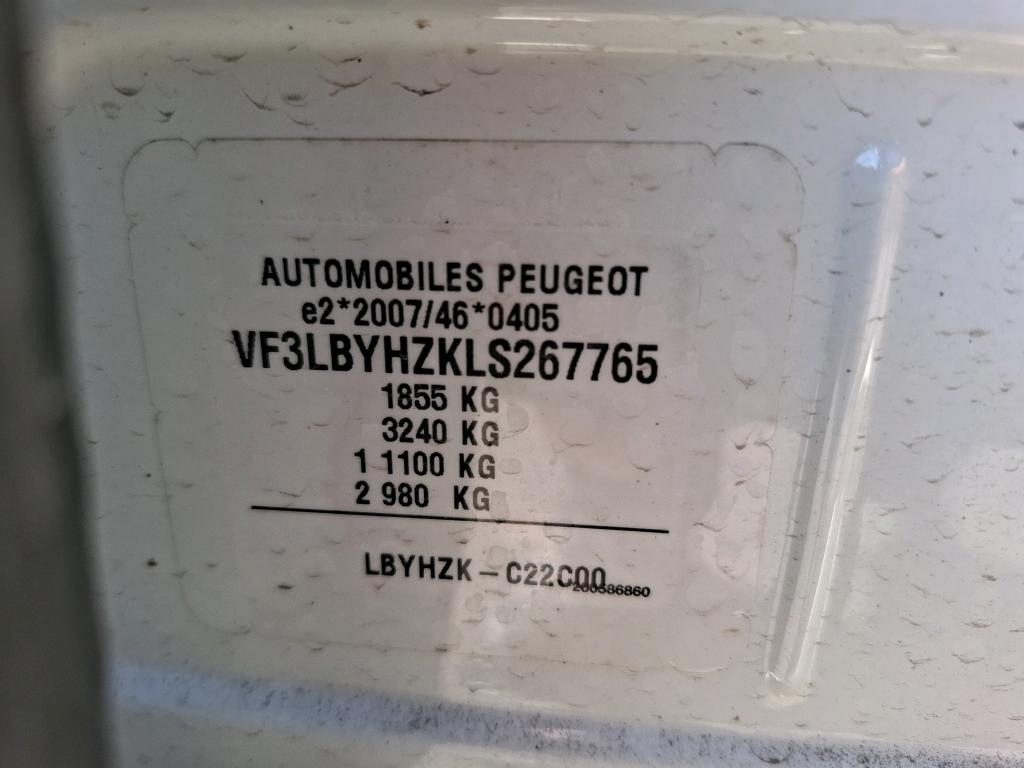 AUTOMOBILES PEUGEOT
e2*2007/46*0405
VF3LBYHZKLS267765
1855 KG
3240 KG
1 1100 KG
2 980 KG
LBYHZK - C22C00